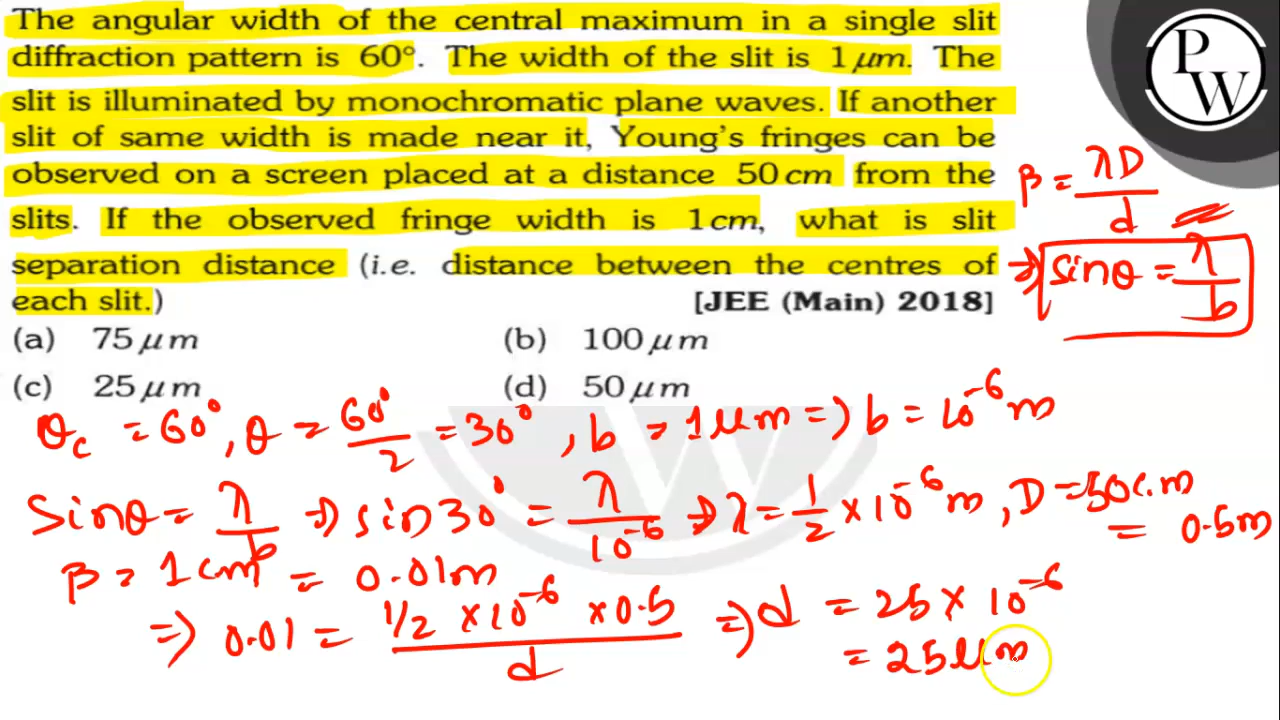 The angular width of the central maximum in a single slit
diffraction pattern is 60°. The width of the slit is 1 μm. The
slit is illuminated by monochromatic plane waves. If another
slit of same width is made near it, Young's fringes can be
observed on a screen placed at a distance 50 cm from the
slits. If the observed fringe width is 1 cm, what is slit
separation distance (i.e. distance between the centres of
each slit.) [JEE (Main) 2018]
(a) 75 μm (b) 100 μm
(c) 25 μm (d) 50 μm
P W
β = λD/d
⇒ sinθ = λ/b
θc = 60°, θ = 60°/2 = 30°, b = 1μm ⇒ b = 10⁻⁶ m
Sinθ = λ/b ⇒ sin30° = λ/10⁻⁶ ⇒ λ = 1/2 × 10⁻⁶ m, D = 50cm
= 0.5m
β = 1cm = 0.01m
⇒ 0.01 = 1/2 × 10⁻⁶ × 0.5/d ⇒ d = 25 × 10⁻⁶
= 25μm